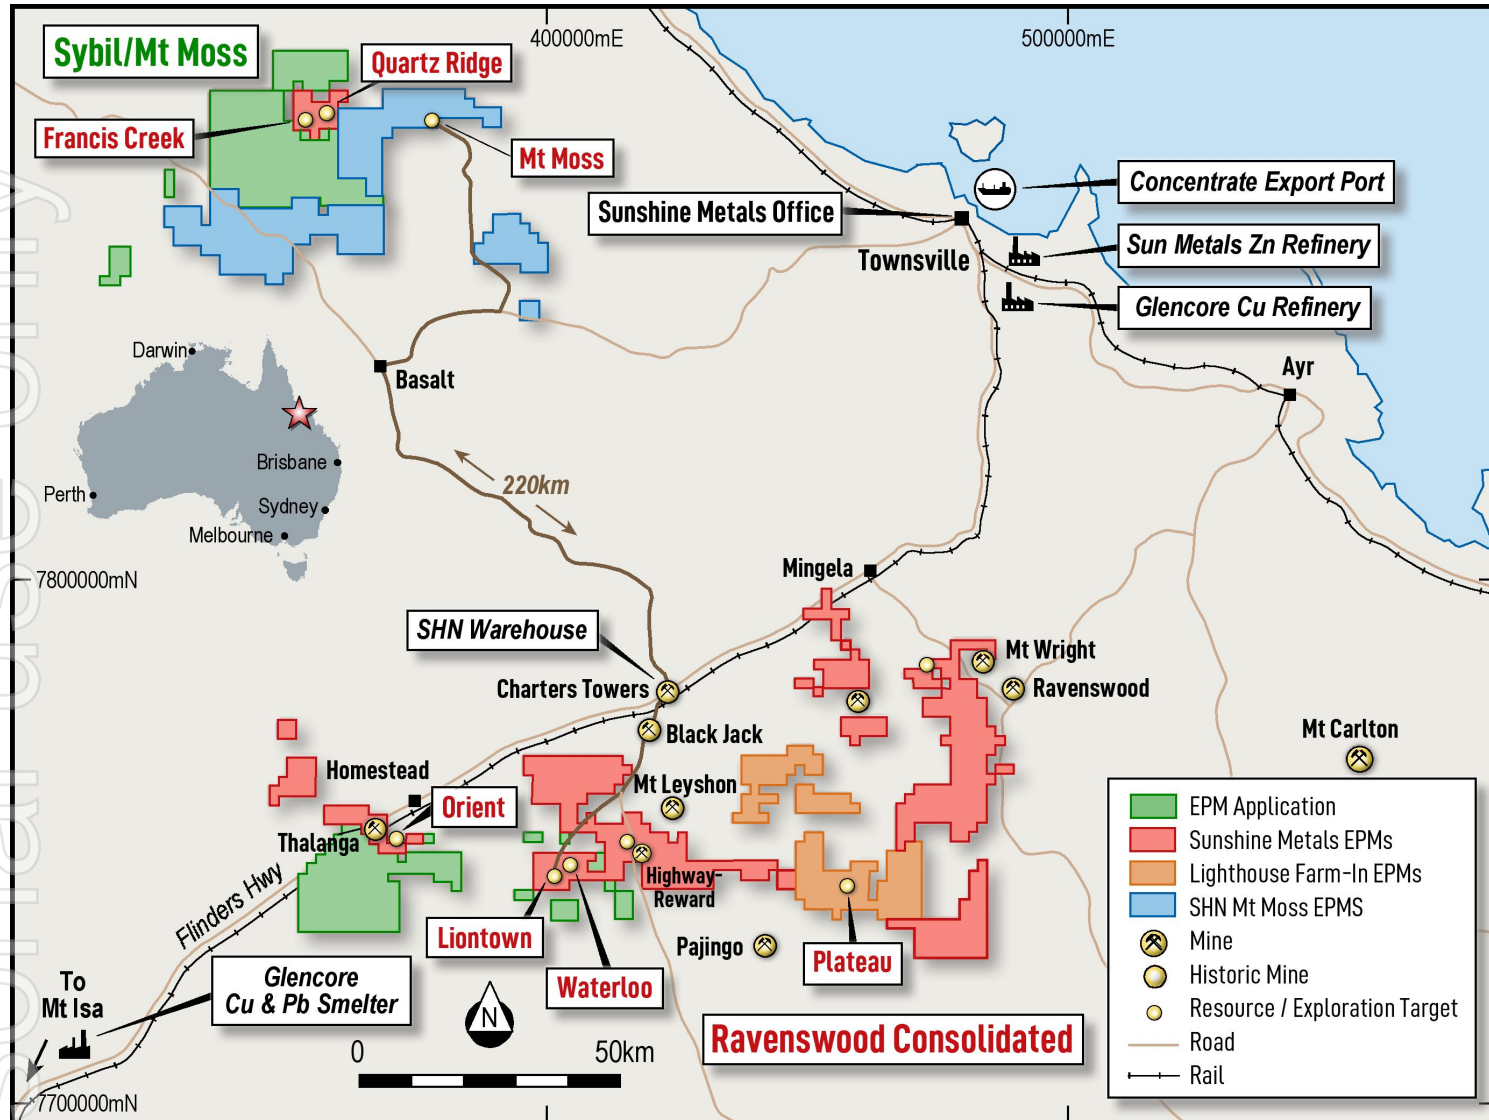 400000mE
500000mE
Sybil/Mt Moss
Quartz Ridge
Francis Creek
Mt Moss
Concentrate Export Port
Sunshine Metals Office
Sun Metals Zn Refinery
Townsville
Glencore Cu Refinery
Darwin
Basalt
Ayr
Brisbane
Perth
220km
Sydney
Melbourne
Mingela
7800000mN
SHN Warehouse
Mt Wright
Charters Towers
Ravenswood
Black Jack
Mt Carlton
Homestead
Mt Leyshon
Orient
Thalanga
Highway-
Reward
Flinders Hwy
Liontown
Pajingo
Plateau
Waterloo
To
Mt Isa
Glencore
Cu & Pb Smelter
N
Ravenswood Consolidated
0
50km
7700000mN
EPM Application
Sunshine Metals EPMs
Lighthouse Farm-In EPMs
SHN Mt Moss EPMS
Mine
Historic Mine
Resource / Exploration Target
Road
Rail